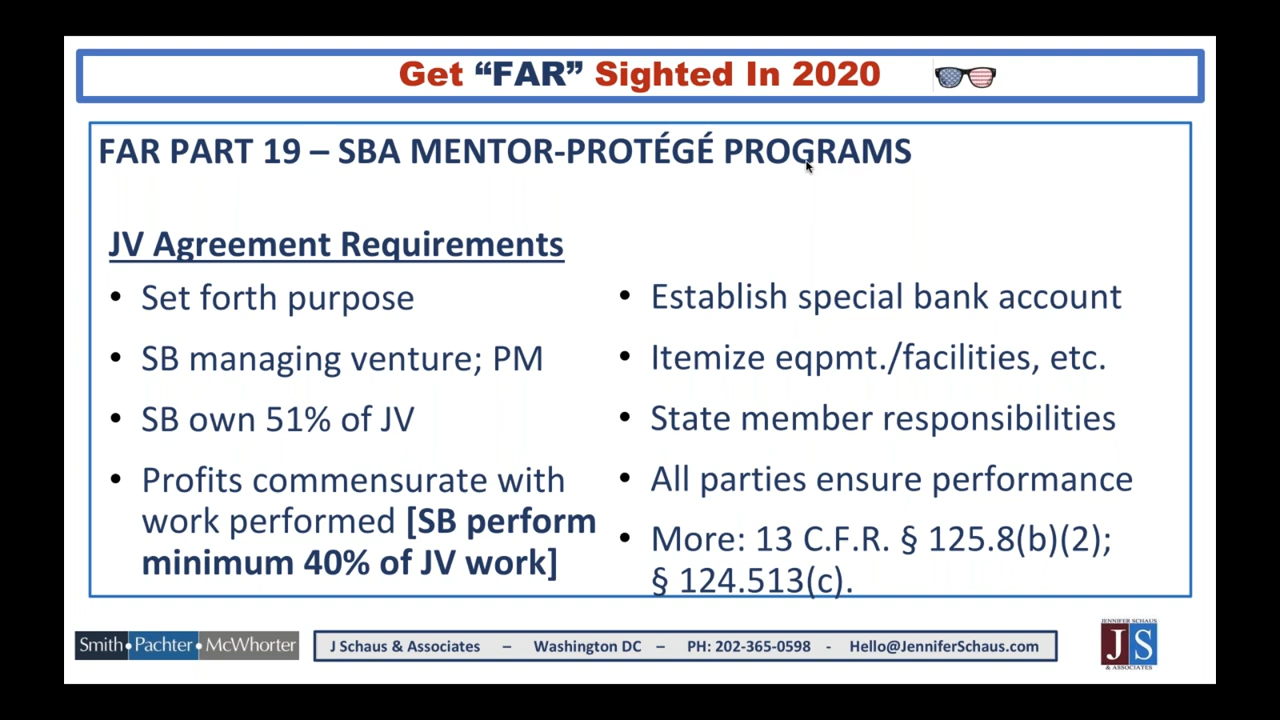 Get “FAR” Sighted In 2020
FAR PART 19 – SBA MENTOR-PROTÉGÉ PROGRAMS
JV Agreement Requirements
• Set forth purpose
• SB managing venture; PM
• SB own 51% of JV
• Profits commensurate with
work performed [SB perform
minimum 40% of JV work]
• Establish special bank account
• Itemize eqpmt./facilities, etc.
• State member responsibilities
• All parties ensure performance
• More: 13 C.F.R. § 125.8(b)(2);
§ 124.513(c).
Smith•Pachter•McWhorter
J Schaus & Associates – Washington DC – PH: 202-365-0598 - Hello@JenniferSchaus.com
JENNIFER SCHAUS
JS
& ASSOCIATES